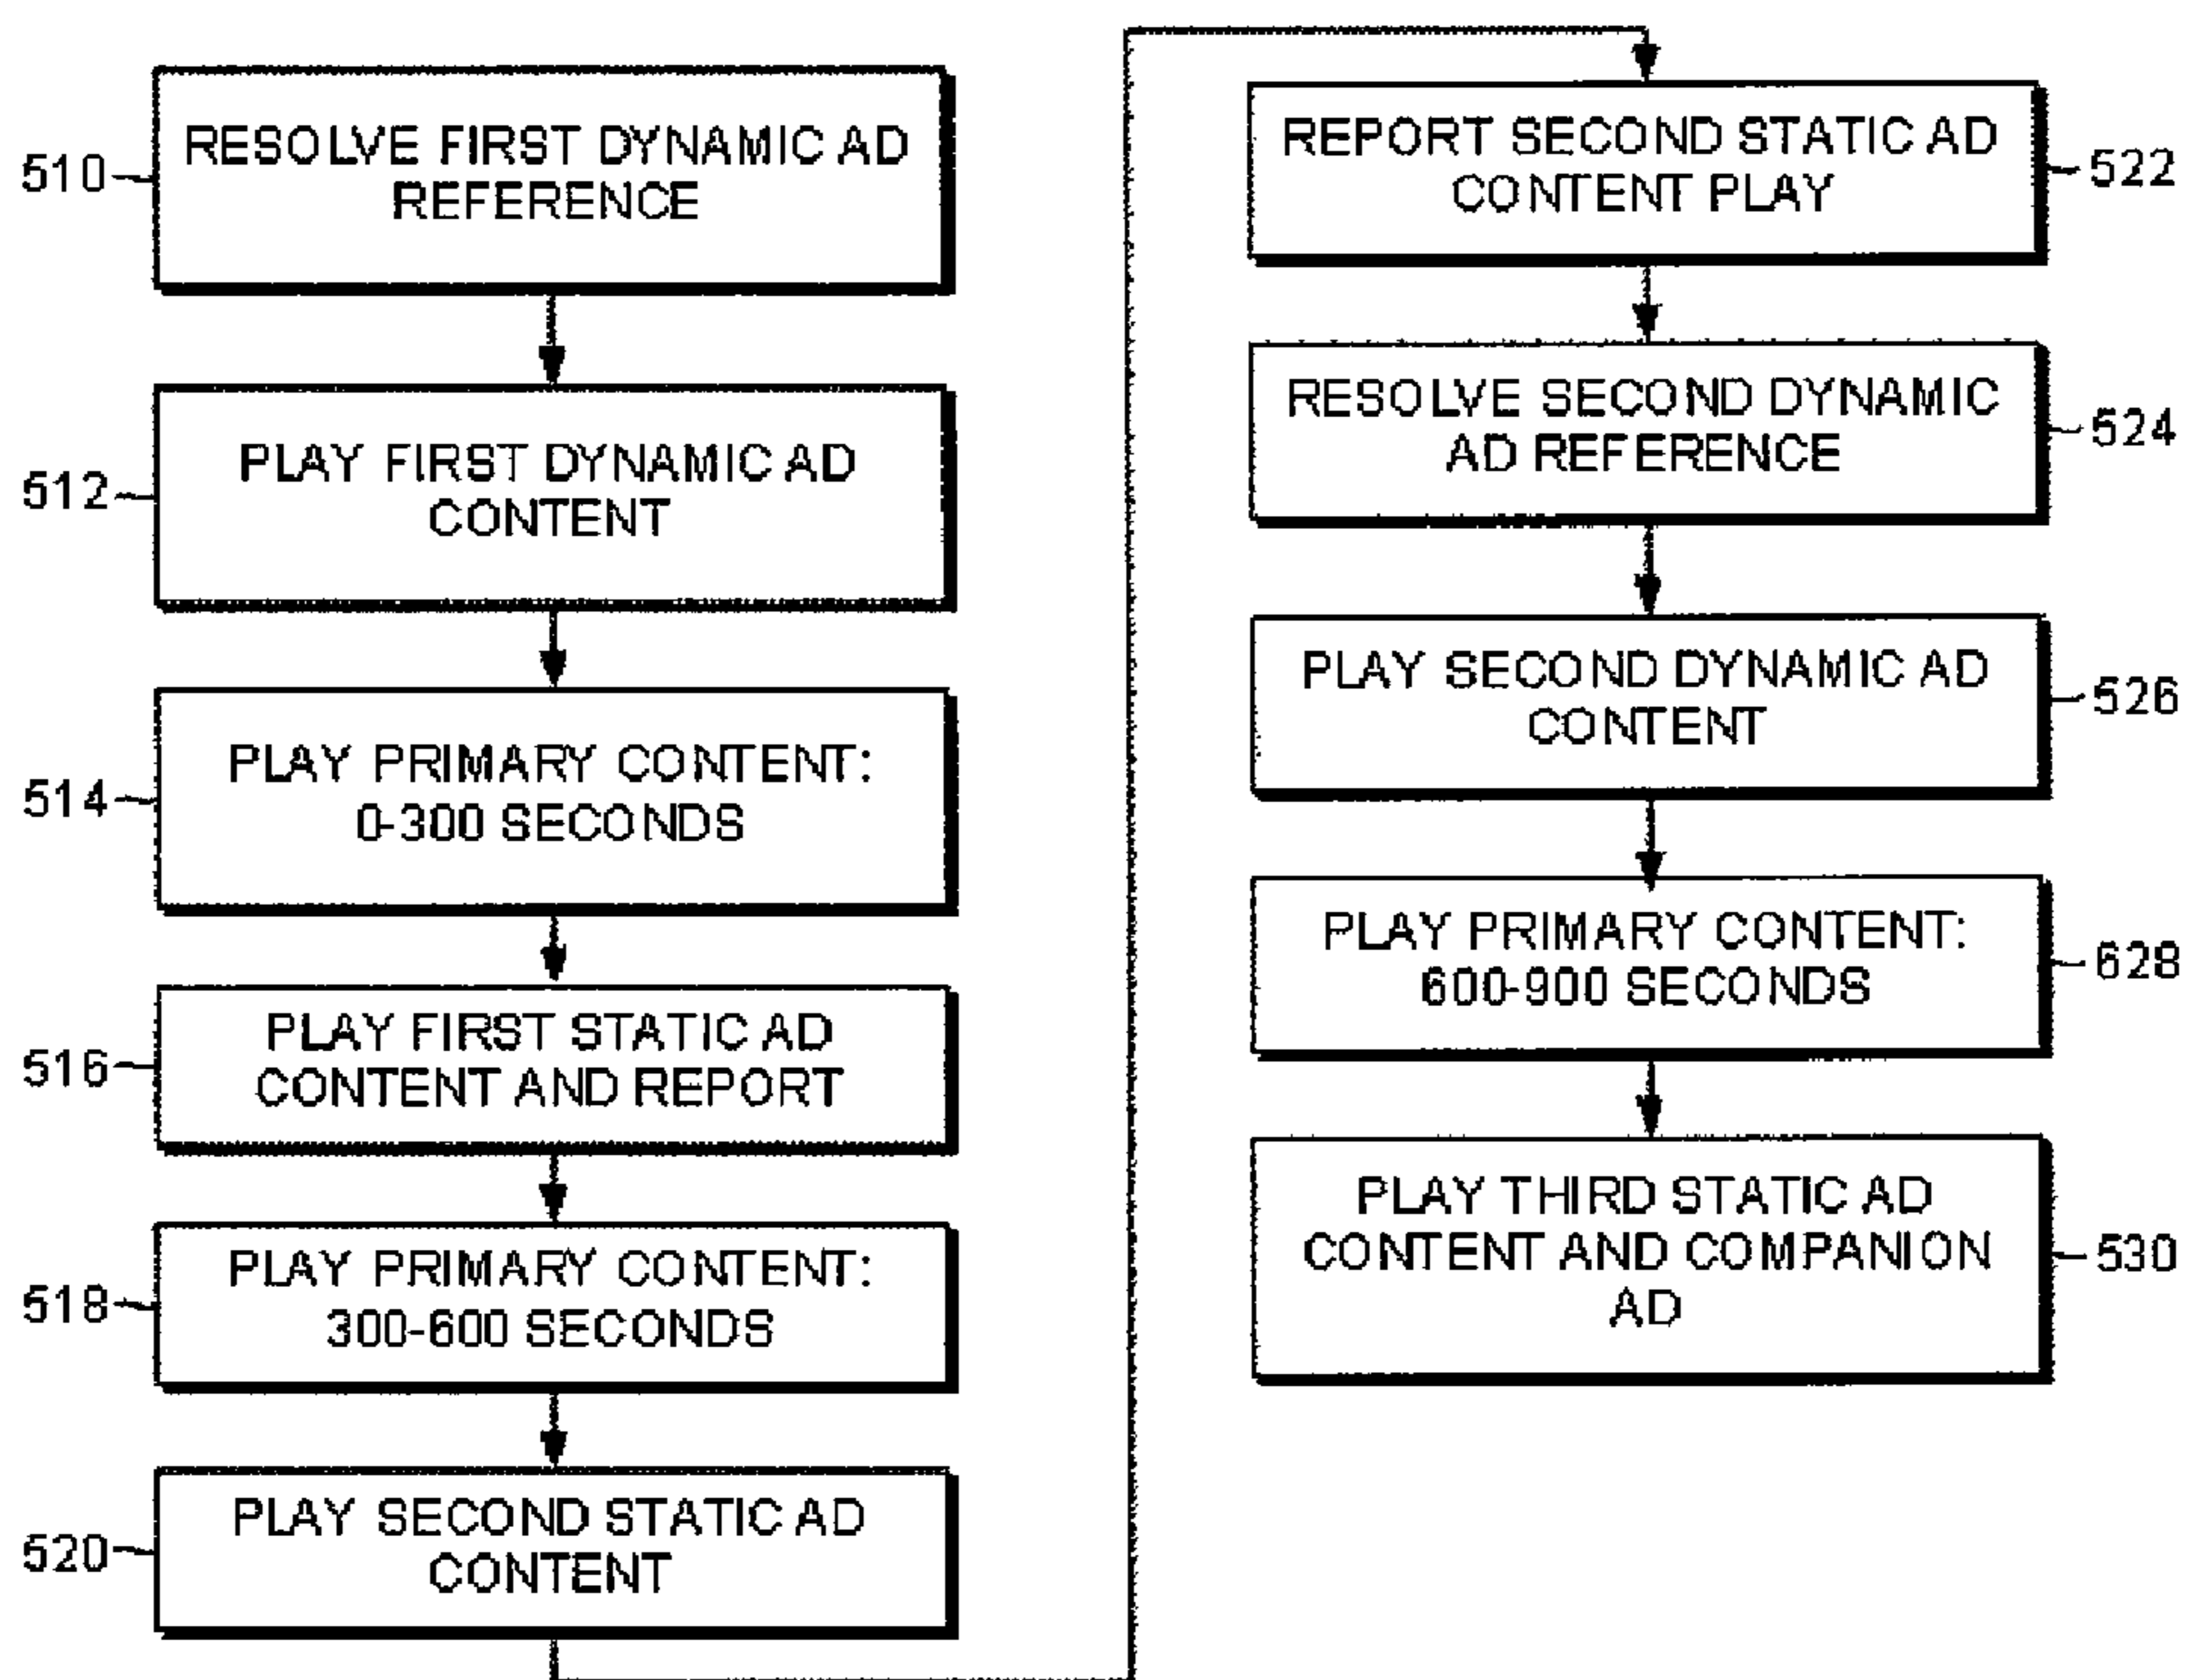 510
RESOLVE FIRST DYNAMIC AD
REFERENCE
512
PLAY FIRST DYNAMIC AD
CONTENT
514
PLAY PRIMARY CONTENT:
0-300 SECONDS
516
PLAY FIRST STATIC AD
CONTENT AND REPORT
518
PLAY PRIMARY CONTENT:
300-600 SECONDS
520
PLAY SECOND STATIC AD
CONTENT
REPORT SECOND STATIC AD
CONTENT PLAY
522
RESOLVE SECOND DYNAMIC
AD REFERENCE
524
PLAY SECOND DYNAMIC AD
CONTENT
526
PLAY PRIMARY CONTENT:
600-900 SECONDS
628
PLAY THIRD STATIC AD
CONTENT AND COMPANION
AD
530